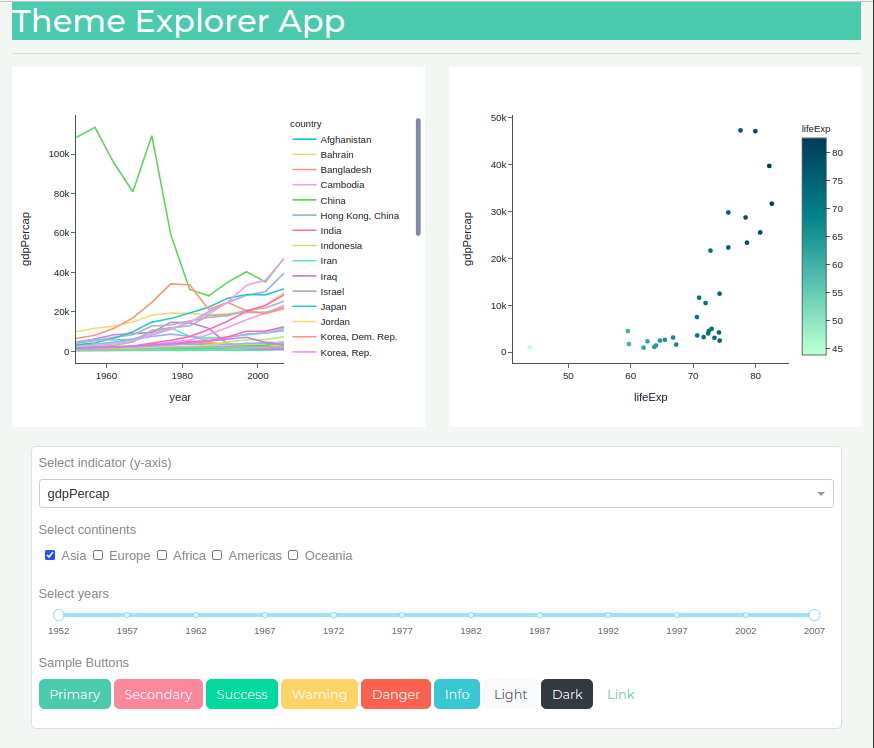 Theme Explorer App
gdpPercap
100k
80k
60k
40k
20k
0
1960
1980
2000
year
country
Afghanistan
Bahrain
Bangladesh
Cambodia
China
Hong Kong, China
India
Indonesia
Iran
Iraq
Israel
Japan
Jordan
Korea, Dem. Rep.
Korea, Rep.
gdpPercap
50k
40k
30k
20k
10k
0
50
60
70
80
lifeExp
lifeExp
80
75
70
65
60
55
50
45
Select indicator (y-axis)
gdpPercap
Select continents
Asia Europe Africa Americas Oceania
Select years
1952 1957 1962 1967 1972 1977 1982 1987 1992 1997 2002 2007
Sample Buttons
Primary Secondary Success Warning Danger Info Light Dark Link